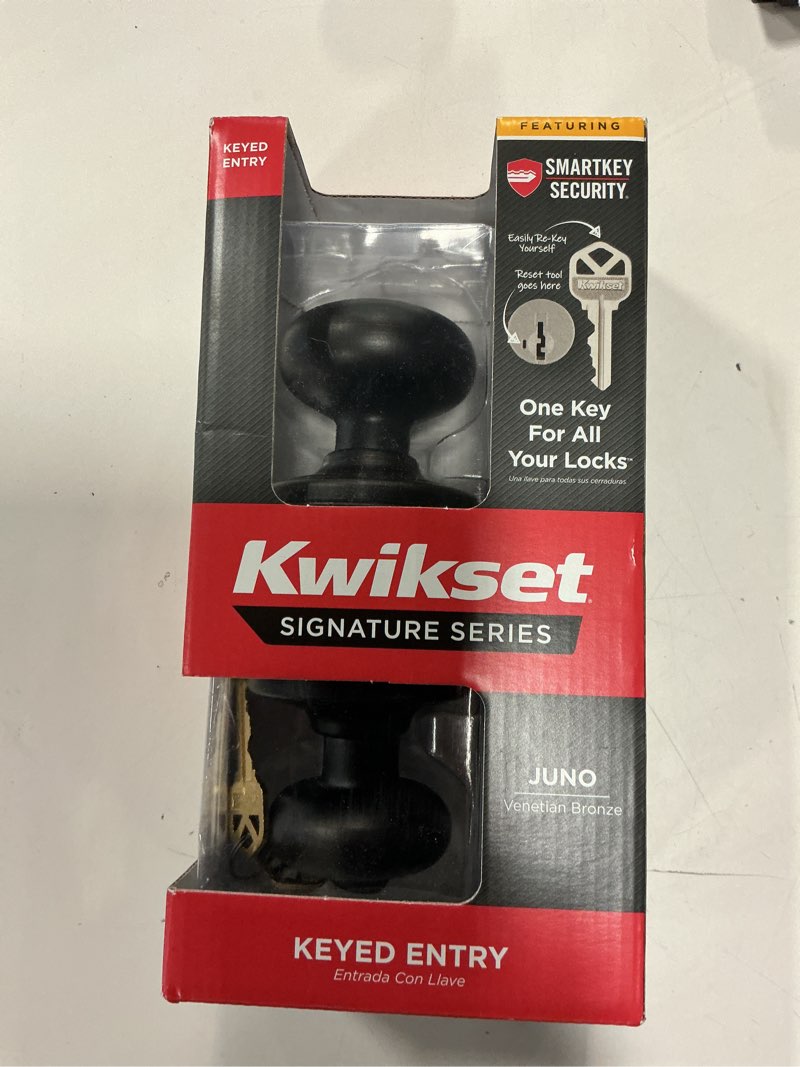 KEYED
ENTRY
FEATURING
SMARTKEY
SECURITY
Easily Re-Key
Yourself
Reset tool
goes here
Kwikset
One Key
For All
Your Locks™
Una llave para todas sus cerraduras
Kwikset
SIGNATURE SERIES
JUNO
Venetian Bronze
KEYED ENTRY
Entrada Con Llave